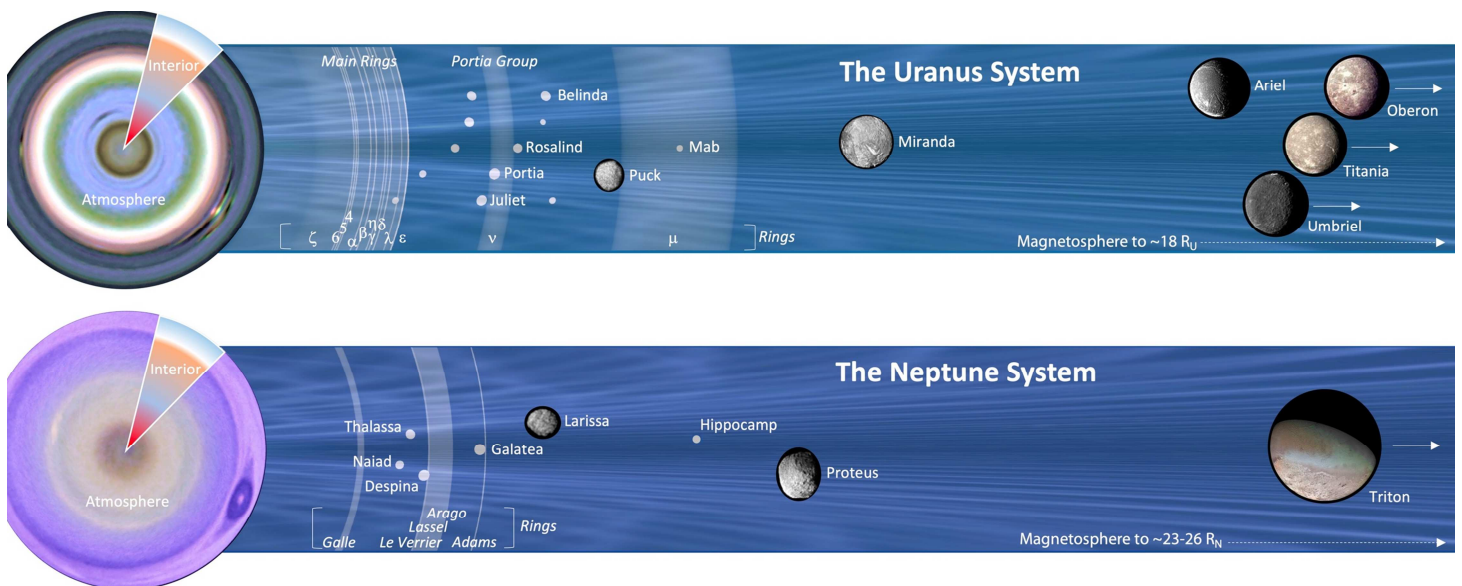 Main Rings
Portia Group
The Uranus System
Interior
Ariel
Belinda
Oberon
Rosalind
Mab
Miranda
Titania
Portia
Puck
Atmosphere
Juliet
Umbriel
ζ 6 5 4 α β η γ δ λ ε ν μ Rings
Magnetosphere to ~18 R_U
The Neptune System
Interior
Larissa
Hippocamp
Thalassa
Galatea
Naiad
Proteus
Despina
Atmosphere
Triton
Arago
Lassel
Rings
Galle
Le Verrier
Adams
Magnetosphere to ~23-26 R_N